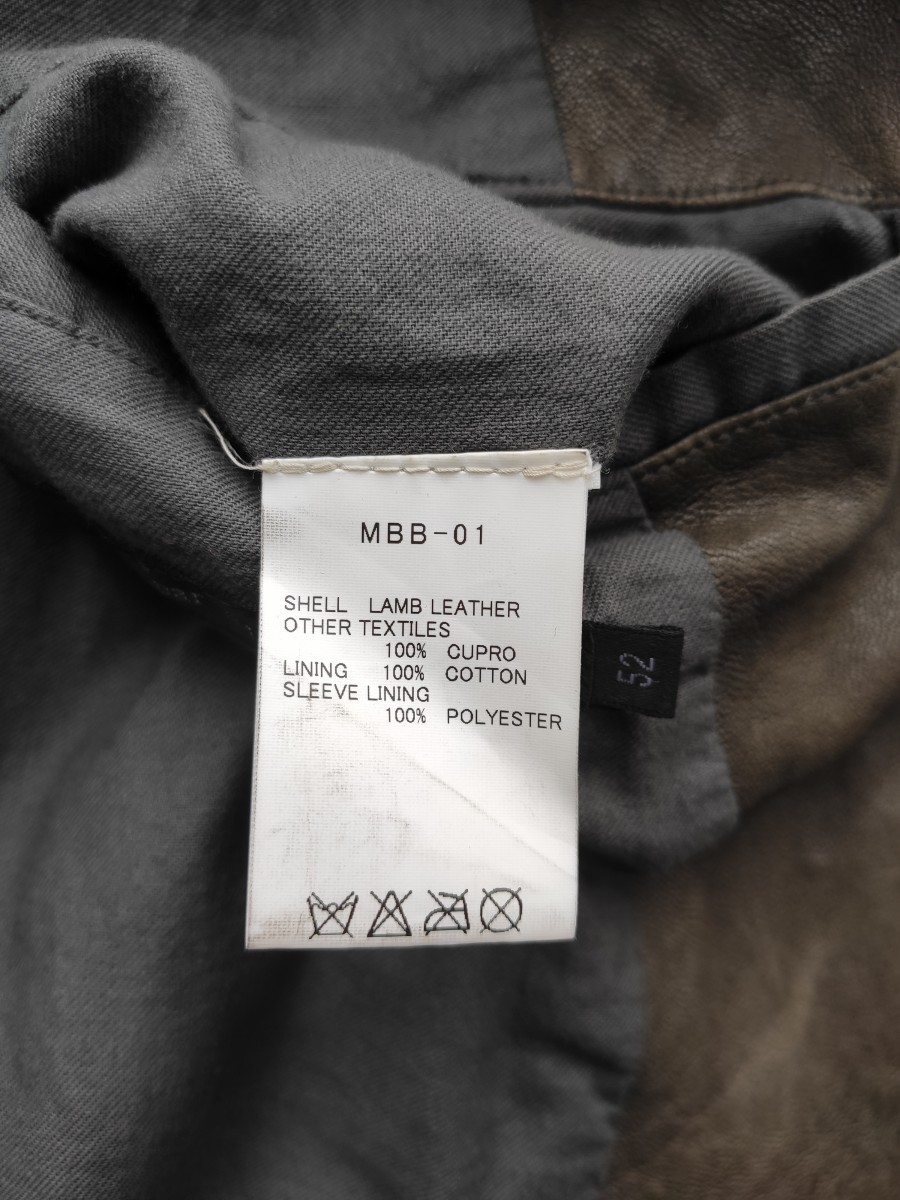 MBB-01
SHELL LAMB LEATHER
OTHER TEXTILES
100% CUPRO
LINING 100% COTTON
SLEEVE LINING
100% POLYESTER
52